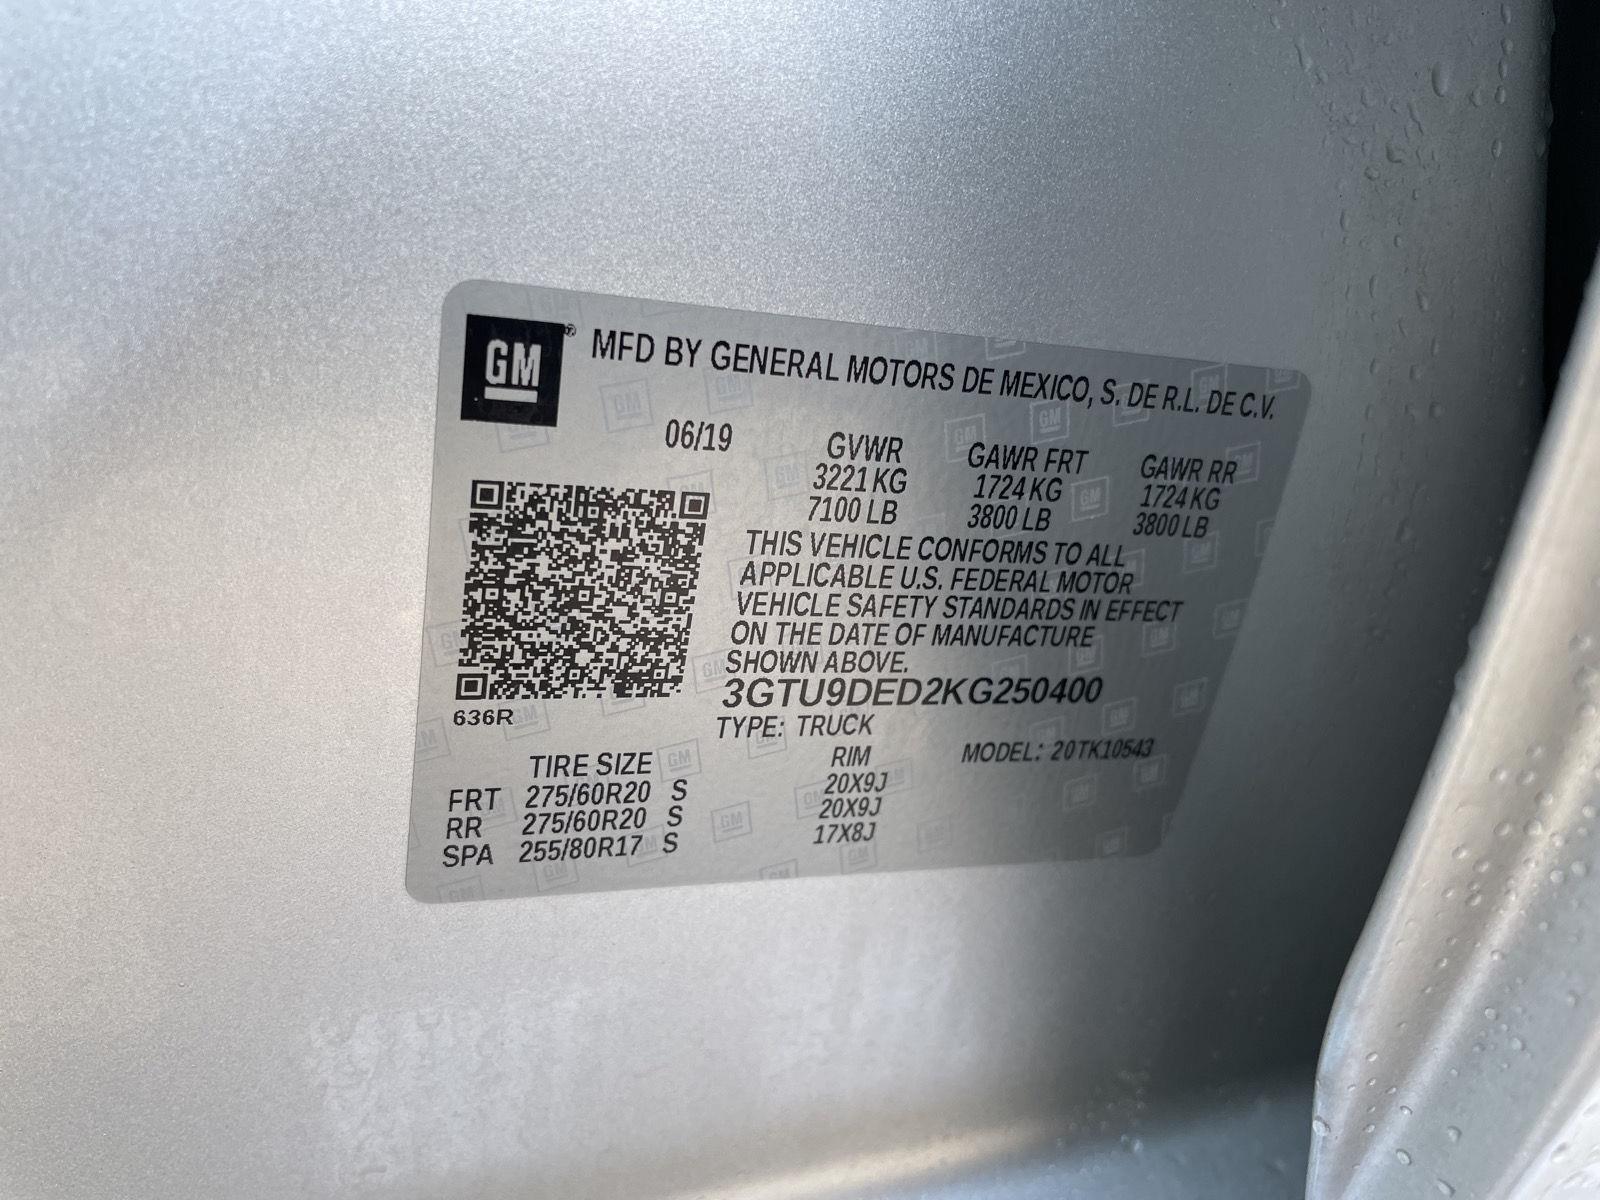 GM® MFD BY GENERAL MOTORS DE MEXICO, S. DE R.L. DE C.V.
06/19 GVWR GAWR FRT GAWR RR
3221 KG 1724 KG 1724 KG
7100 LB 3800 LB 3800 LB
THIS VEHICLE CONFORMS TO ALL
APPLICABLE U.S. FEDERAL MOTOR
VEHICLE SAFETY STANDARDS IN EFFECT
ON THE DATE OF MANUFACTURE
SHOWN ABOVE.
3GTU9DED2KG250400
636R
TYPE: TRUCK
TIRE SIZE RIM MODEL: 20TK10543
FRT 275/60R20 S 20X9J
RR 275/60R20 S 20X9J
SPA 255/80R17 S 17X8J